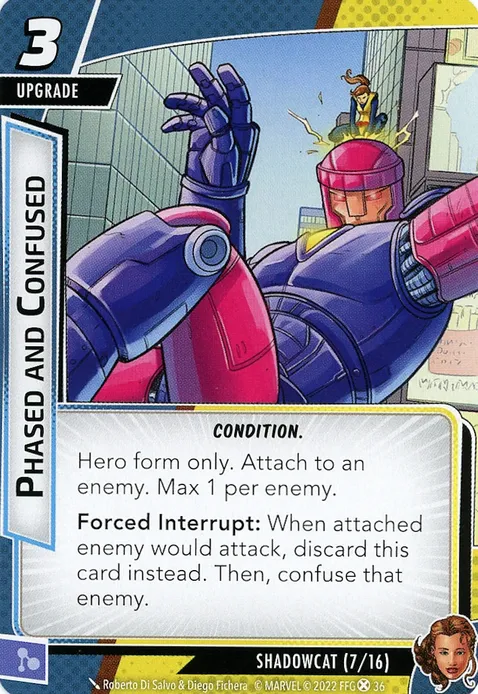 3
UPGRADE
PHASED AND CONFUSED
CONDITION.
Hero form only. Attach to an
enemy. Max 1 per enemy.
Forced Interrupt: When attached
enemy would attack, discard this
card instead. Then, confuse that
enemy.
SHADOWCAT (7/16)
Roberto Di Salvo & Diego Fichera © MARVEL © 2022 FFG 36